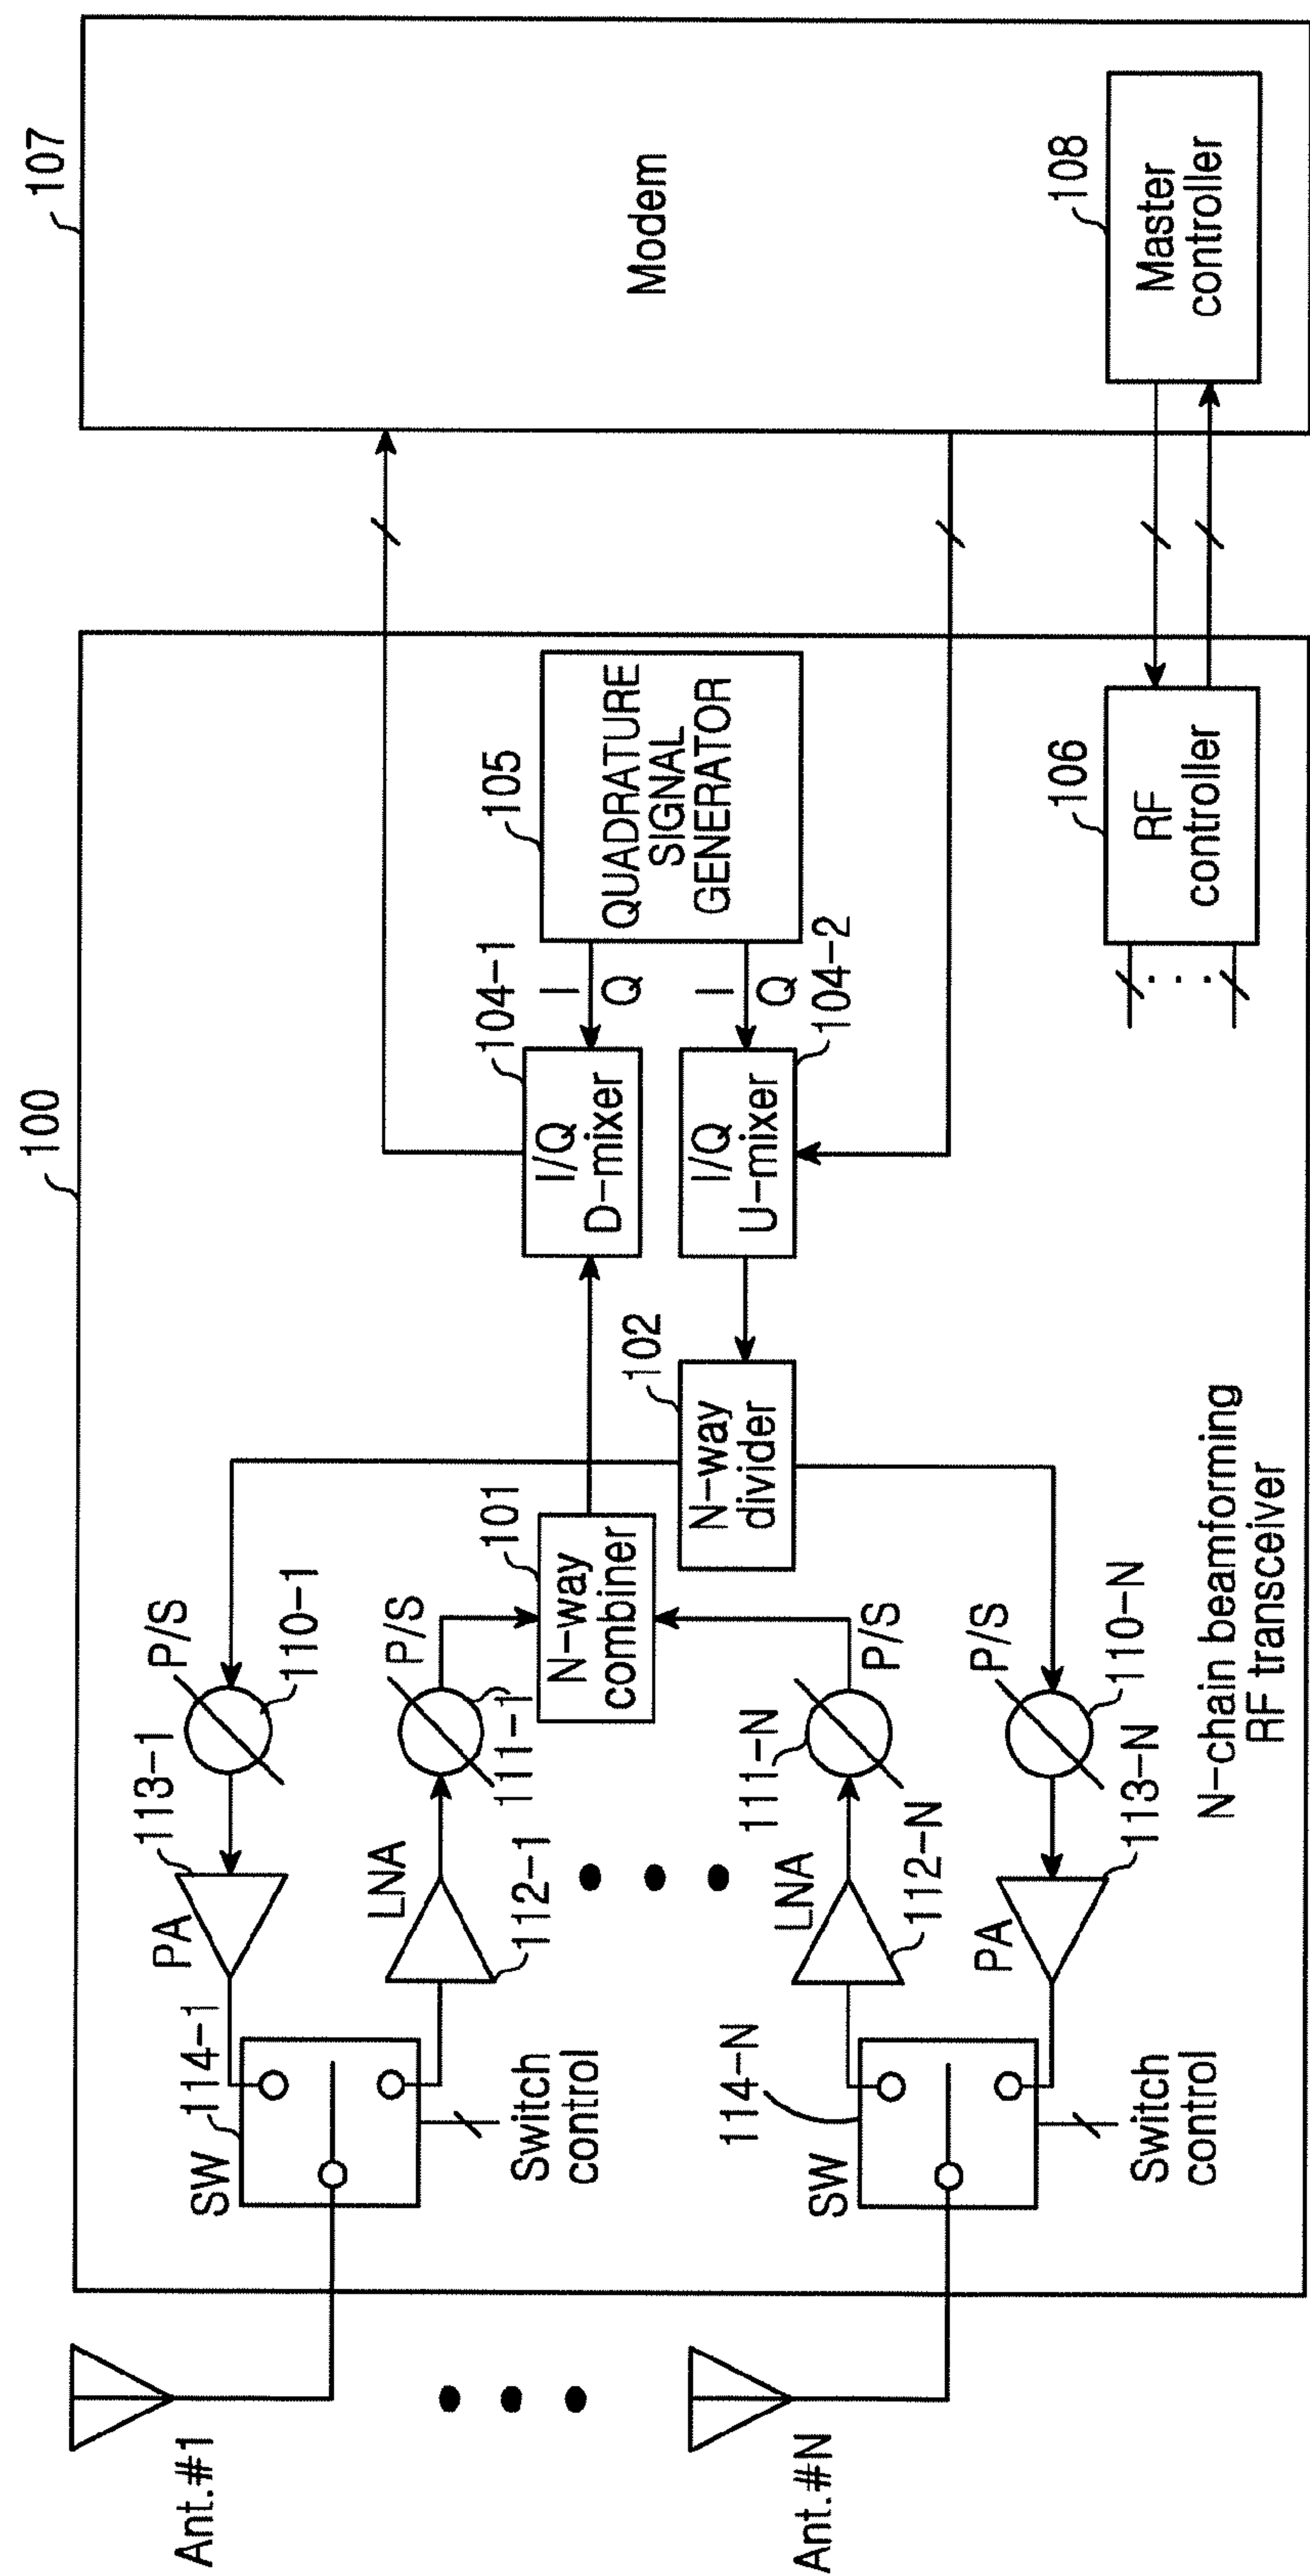 100
107
Ant.#1
SW
114-1
PA
113-1
P/S
110-1
LNA
112-1
P/S
111-1
Switch
control
101
N-way
combiner
102
N-way
divider
104-1
I/Q
D-mixer
I
Q
105
QUADRATURE
SIGNAL
GENERATOR
I/Q
U-mixer
I
Q
104-2
Modem
Ant.#N
SW
114-N
LNA
112-N
111-N
P/S
PA
113-N
P/S
110-N
Switch
control
N-chain beamforming
RF transceiver
106
RF
controller
108
Master
controller